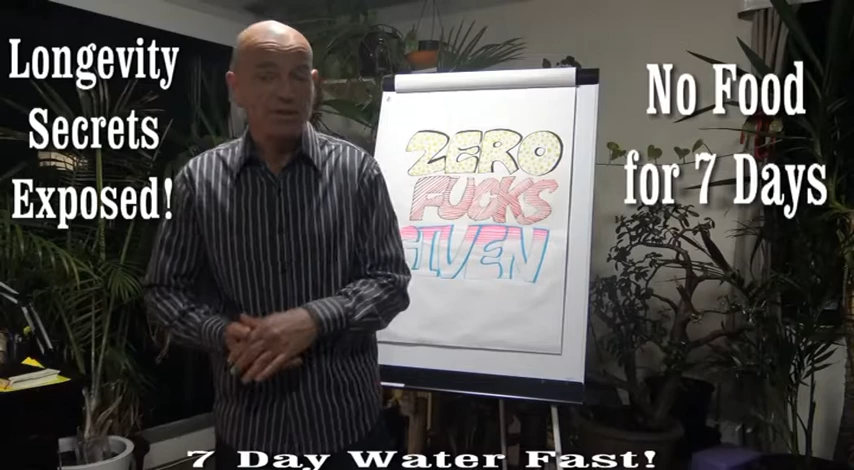 Longevity
Secrets
Exposed!
ZERO
FUCKS
GIVEN
No Food
for 7 Days
7 Day Water Fast!